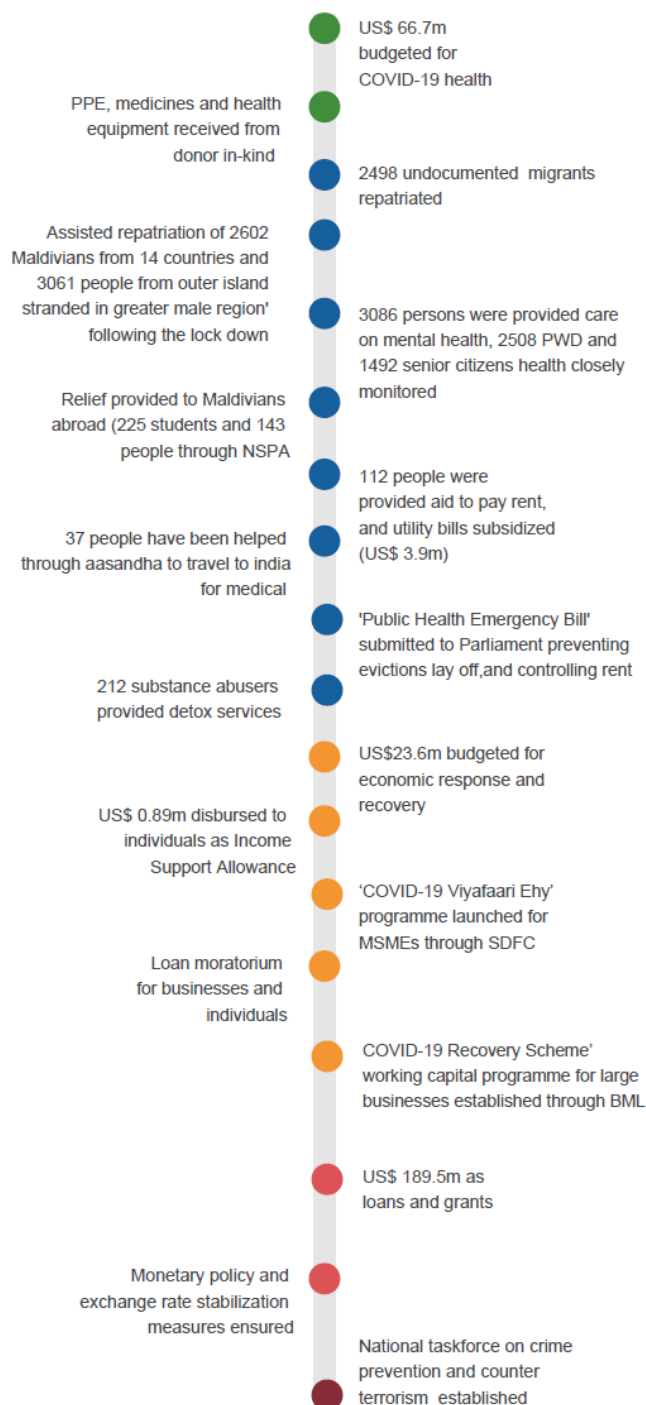 US$ 66.7m
budgeted for
COVID-19 health
PPE, medicines and health
equipment received from
donor in-kind
2498 undocumented migrants
repatriated
Assisted repatriation of 2602
Maldivians from 14 countries and
3061 people from outer island
stranded in greater male region'
following the lock down
3086 persons were provided care
on mental health, 2508 PWD and
1492 senior citizens health closely
monitored
Relief provided to Maldivians
abroad (225 students and 143
people through NSPA
112 people were
provided aid to pay rent,
and utility bills subsidized
(US$ 3.9m)
37 people have been helped
through aasandha to travel to india
for medical
'Public Health Emergency Bill'
submitted to Parliament preventing
evictions lay off,and controlling rent
212 substance abusers
provided detox services
US$23.6m budgeted for
economic response and
recovery
US$ 0.89m disbursed to
individuals as Income
Support Allowance
‘COVID-19 Viyafaari Ehy’
programme launched for
MSMEs through SDFC
Loan moratorium
for businesses and
individuals
COVID-19 Recovery Scheme’
working capital programme for large
businesses established through BML
US$ 189.5m as
loans and grants
Monetary policy and
exchange rate stabilization
measures ensured
National taskforce on crime
prevention and counter
terrorism established